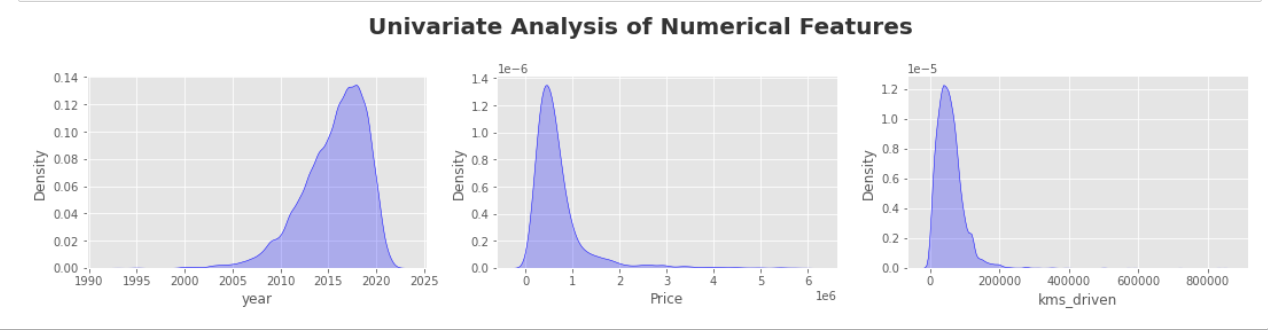 Univariate Analysis of Numerical Features
Density
0.14
0.12
0.10
0.08
0.06
0.04
0.02
0.00
1990 1995 2000 2005 2010 2015 2020 2025
year
1e−6
Density
1.4
1.2
1.0
0.8
0.6
0.4
0.2
0.0
0 1 2 3 4 5 6
1e6
Price
1e−5
Density
1.2
1.0
0.8
0.6
0.4
0.2
0.0
0 200000 400000 600000 800000
kms_driven